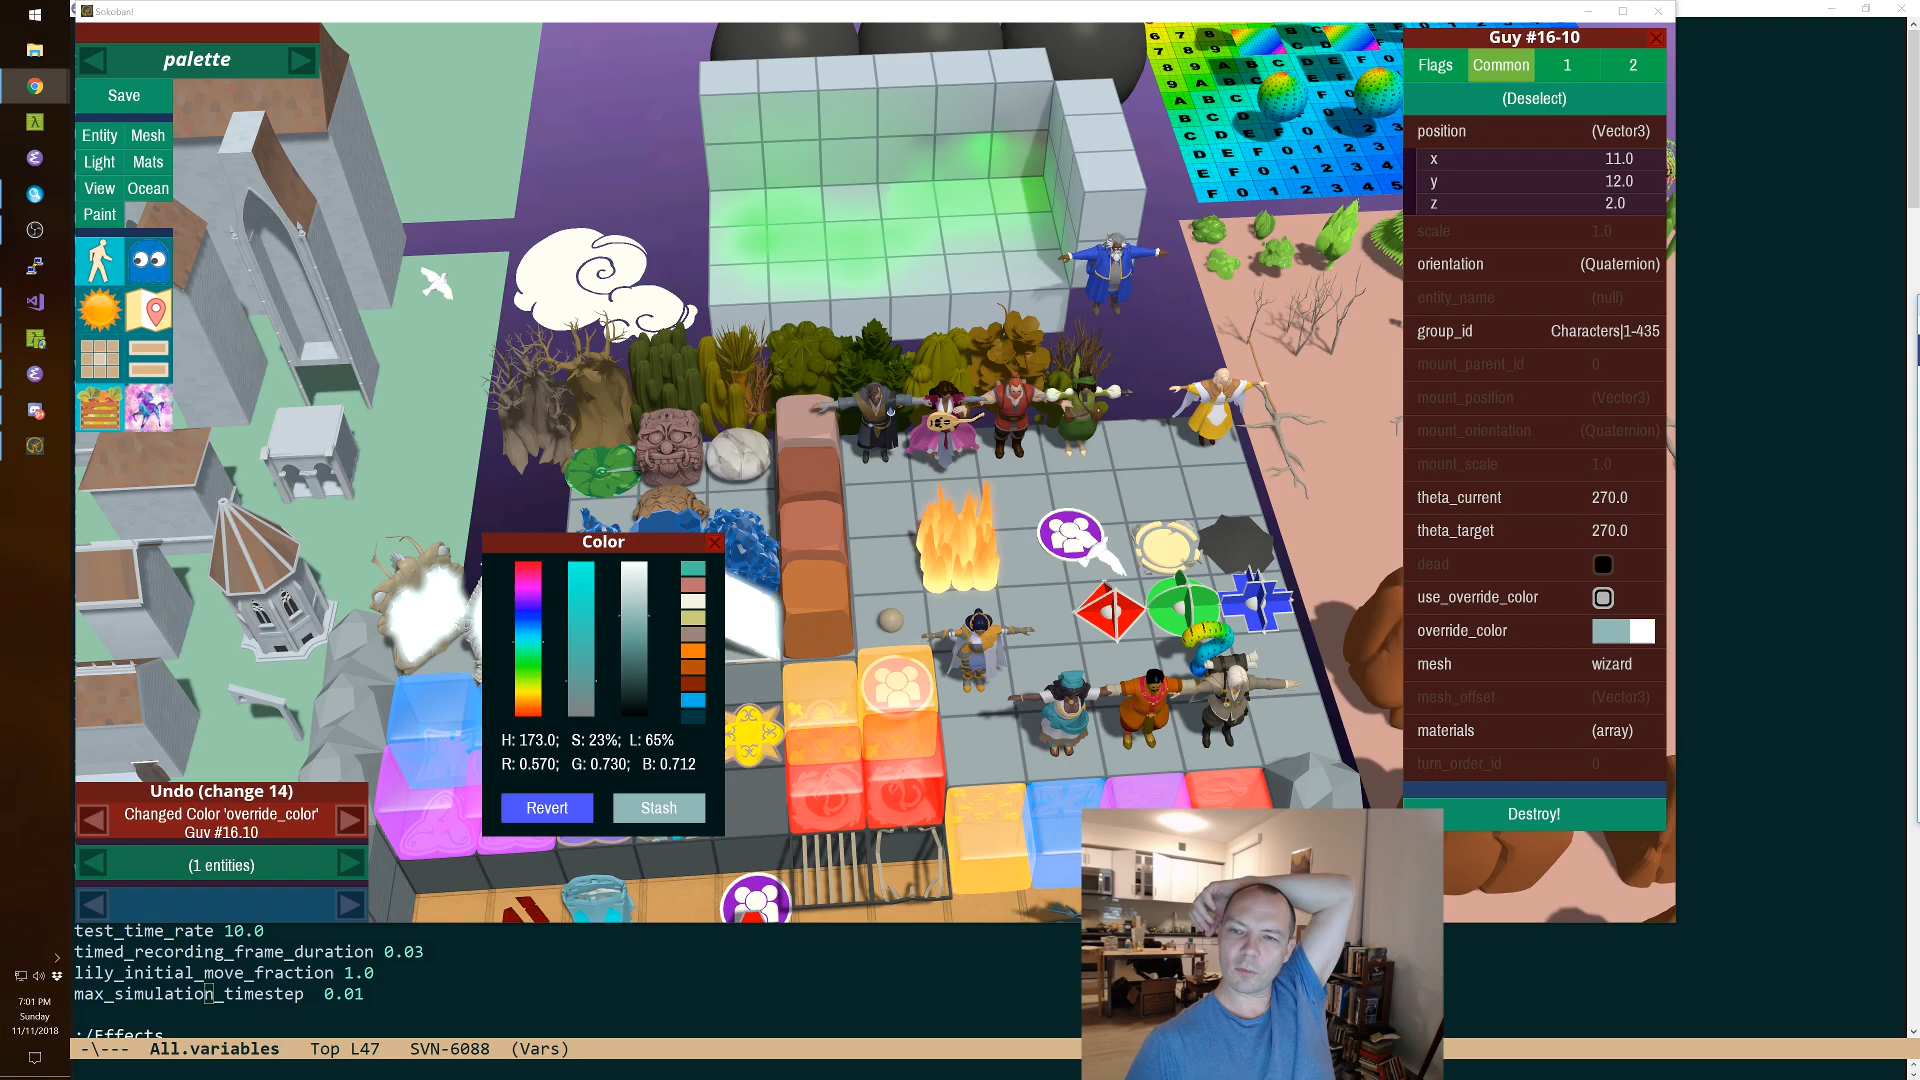 Sokoban!
palette
Save
Entity Mesh
Light Mats
View Ocean
Paint
Guy #16-10
Flags Common 1 2
(Deselect)
position (Vector3)
x 11.0
y 12.0
z 2.0
scale 1.0
orientation (Quaternion)
entity_name (null)
group_id Characters|1-435
mount_parent_id 0
mount_position (Vector3)
mount_orientation (Quaternion)
mount_scale 1.0
theta_current 270.0
theta_target 270.0
dead
use_override_color
override_color
mesh wizard
mesh_offset (Vector3)
materials (array)
turn_order_id 0
Destroy!
Color
H: 173.0; S: 23%; L: 65%
R: 0.570; G: 0.730; B: 0.712
Revert Stash
Undo (change 14)
Changed Color 'override_color'
Guy #16.10
(1 entities)
test_time_rate 10.0
timed_recording_frame_duration 0.03
lily_initial_move_fraction 1.0
max_simulation_timestep 0.01
:/Effects
-\--- All.variables Top L47 SVN-6088 (Vars)
7:01 PM
Sunday
11/11/2018